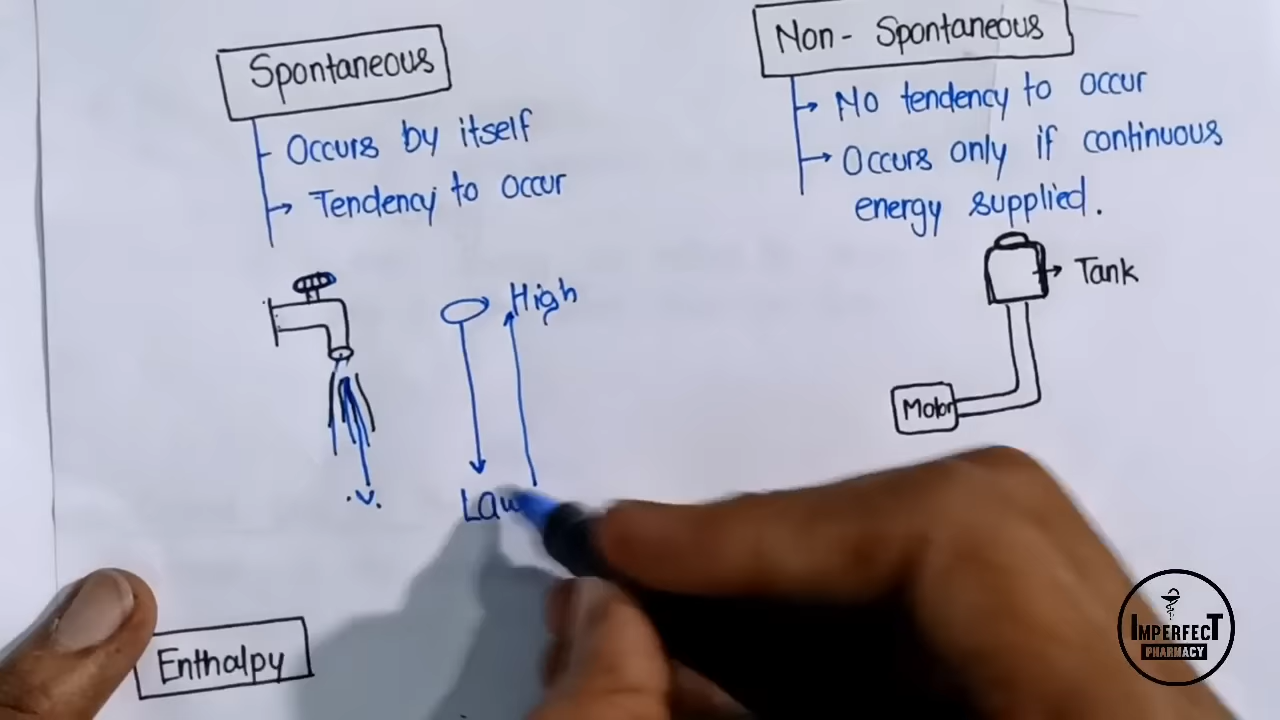 Spontaneous
Occurs by itself
Tendency to occur
High
Law
Non - Spontaneous
No tendency to occur
Occurs only if continuous
energy supplied.
Tank
Motor
Enthalpy
IMPERFECT
PHARMACY